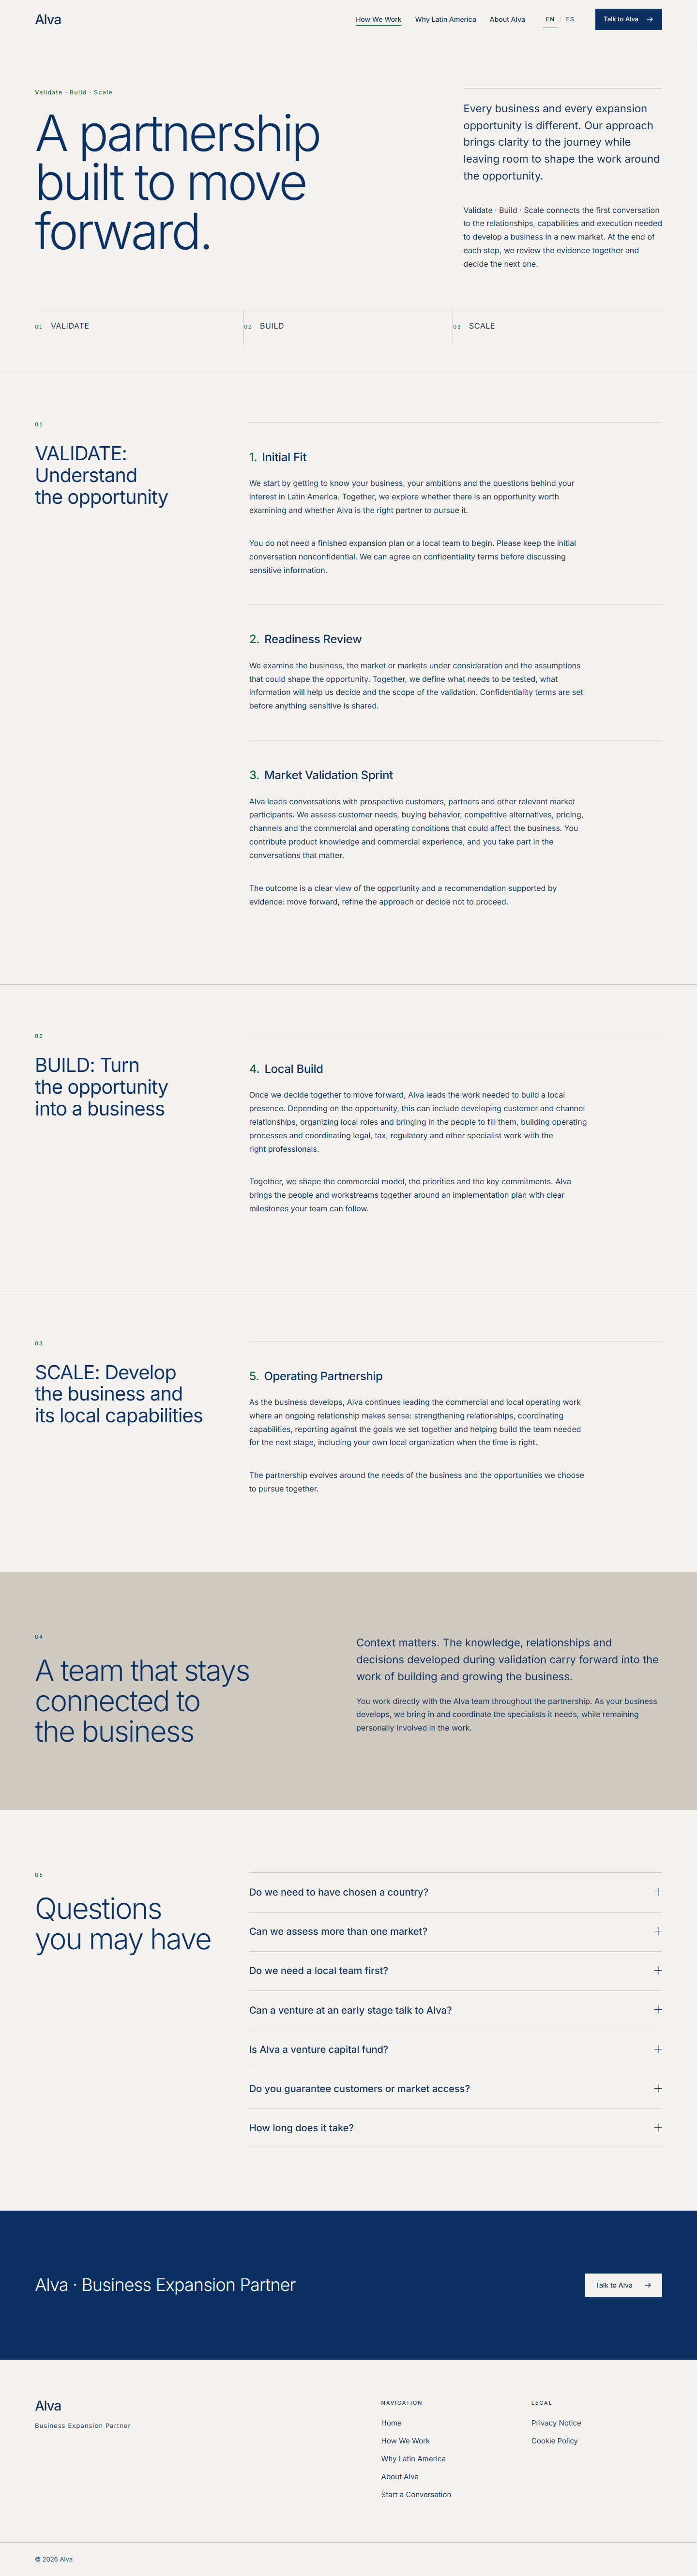 Alva
How We Work
Why Latin America
About Alva
EN / ES
Talk to Alva →
Validate · Build · Scale
A partnership
built to move
forward.
Every business and every expansion
opportunity is different. Our approach
brings clarity to the journey while
leaving room to shape the work around
the opportunity.
Validate · Build · Scale connects the first conversation
to the relationships, capabilities and execution needed
to develop a business in a new market. At the end of
each step, we review the evidence together and
decide the next one.
01 VALIDATE
02 BUILD
03 SCALE
01
VALIDATE:
Understand
the opportunity
1. Initial Fit
We start by getting to know your business, your ambitions and the questions behind your
interest in Latin America. Together, we explore whether there is an opportunity worth
examining and whether Alva is the right partner to pursue it.
You do not need a finished expansion plan or a local team to begin. Please keep the initial
conversation nonconfidential. We can agree on confidentiality terms before discussing
sensitive information.
2. Readiness Review
We examine the business, the market or markets under consideration and the assumptions
that could shape the opportunity. Together, we define what needs to be tested, what
information will help us decide and the scope of the validation. Confidentiality terms are set
before anything sensitive is shared.
3. Market Validation Sprint
Alva leads conversations with prospective customers, partners and other relevant market
participants. We assess customer needs, buying behavior, competitive alternatives, pricing,
channels and the commercial and operating conditions that could affect the business. You
contribute product knowledge and commercial experience, and you take part in the
conversations that matter.
The outcome is a clear view of the opportunity and a recommendation supported by
evidence: move forward, refine the approach or decide not to proceed.
02
BUILD: Turn
the opportunity
into a business
4. Local Build
Once we decide together to move forward, Alva leads the work needed to build a local
presence. Depending on the opportunity, this can include developing customer and channel
relationships, organizing local roles and bringing in the people to fill them, building operating
processes and coordinating legal, tax, regulatory and other specialist work with the
right professionals.
Together, we shape the commercial model, the priorities and the key commitments. Alva
brings the people and workstreams together around an implementation plan with clear
milestones your team can follow.
03
SCALE: Develop
the business and
its local capabilities
5. Operating Partnership
As the business develops, Alva continues leading the commercial and local operating work
where an ongoing relationship makes sense: strengthening relationships, coordinating
capabilities, reporting against the goals we set together and helping build the team needed
for the next stage, including your own local organization when the time is right.
The partnership evolves around the needs of the business and the opportunities we choose
to pursue together.
04
A team that stays
connected to
the business
Context matters. The knowledge, relationships and
decisions developed during validation carry forward into the
work of building and growing the business.
You work directly with the Alva team throughout the partnership. As your business
develops, we bring in and coordinate the specialists it needs, while remaining
personally involved in the work.
05
Questions
you may have
Do we need to have chosen a country?
Can we assess more than one market?
Do we need a local team first?
Can a venture at an early stage talk to Alva?
Is Alva a venture capital fund?
Do you guarantee customers or market access?
How long does it take?
Alva · Business Expansion Partner
Talk to Alva →
Alva
Business Expansion Partner
NAVIGATION
Home
How We Work
Why Latin America
About Alva
Start a Conversation
LEGAL
Privacy Notice
Cookie Policy
© 2026 Alva